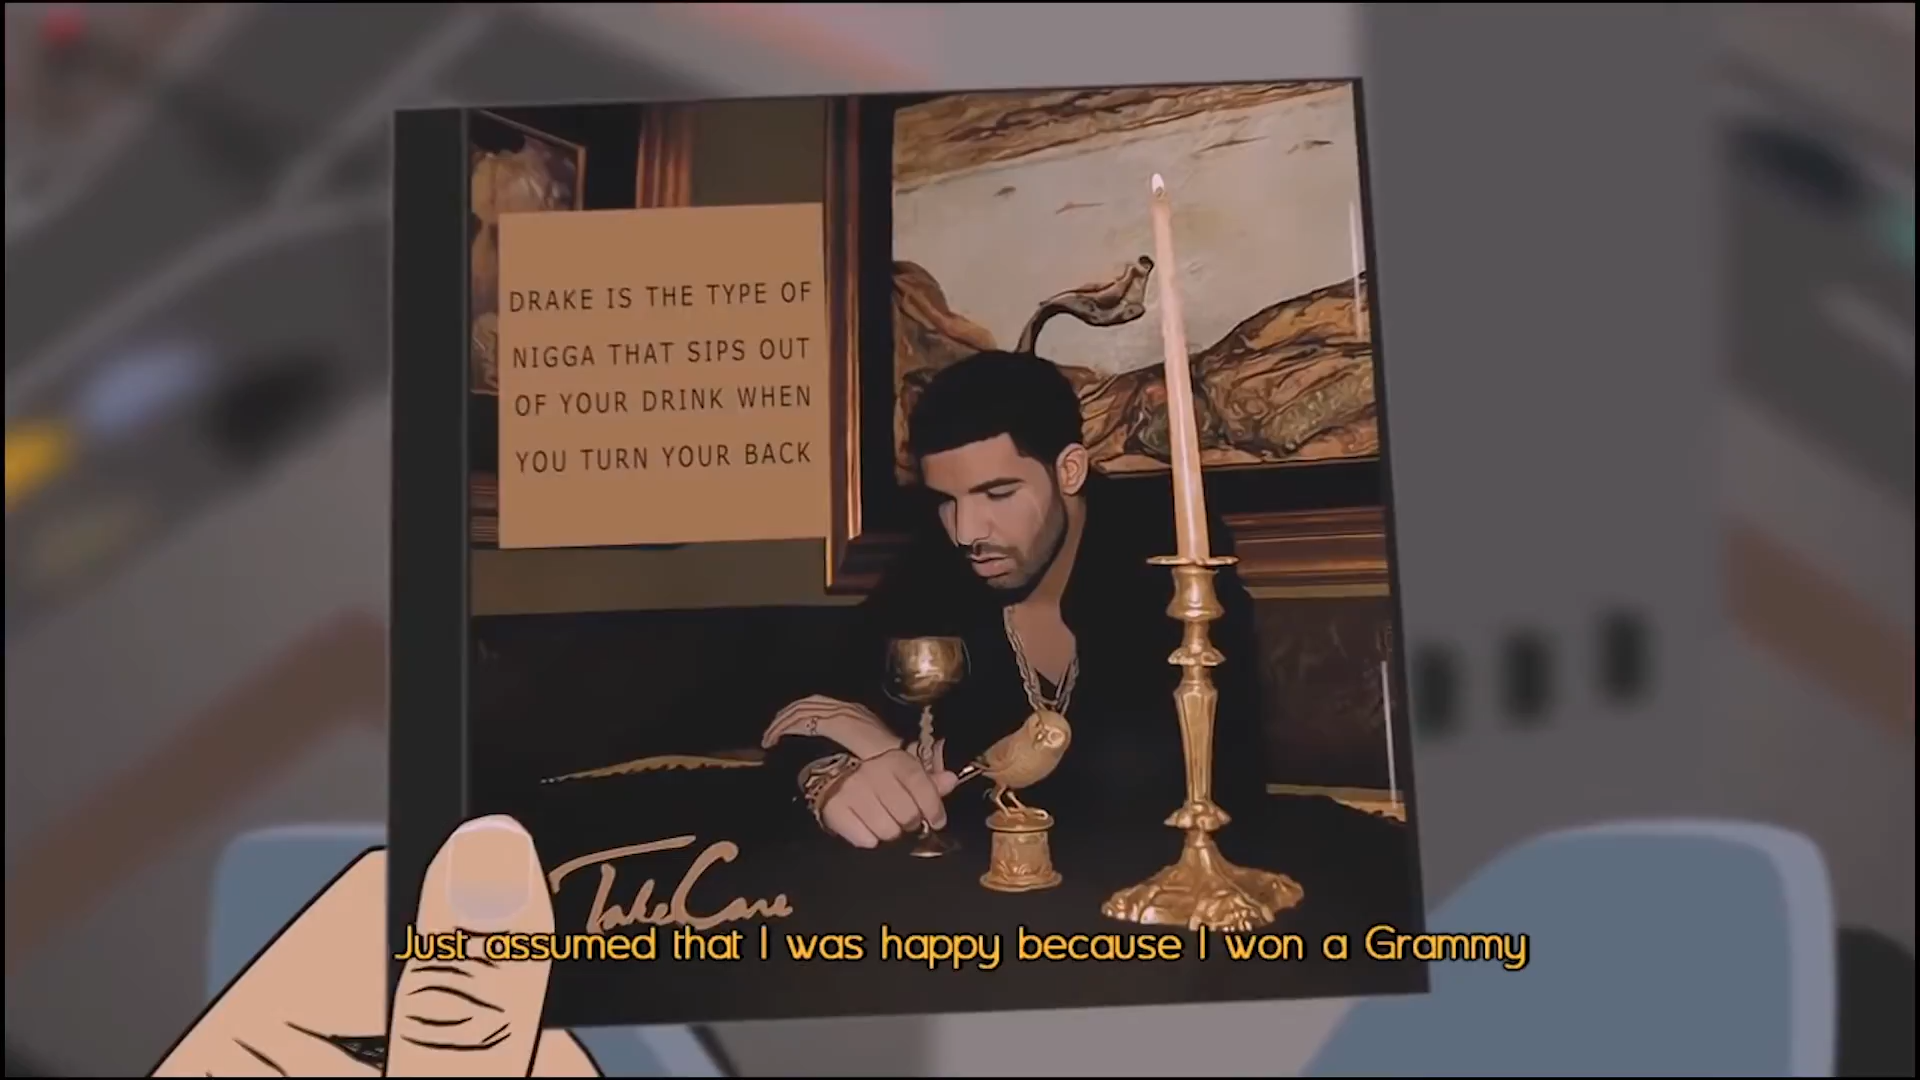 DRAKE IS THE TYPE OF
NIGGA THAT SIPS OUT
OF YOUR DRINK WHEN
YOU TURN YOUR BACK
Take Care
Just assumed that I was happy because I won a Grammy